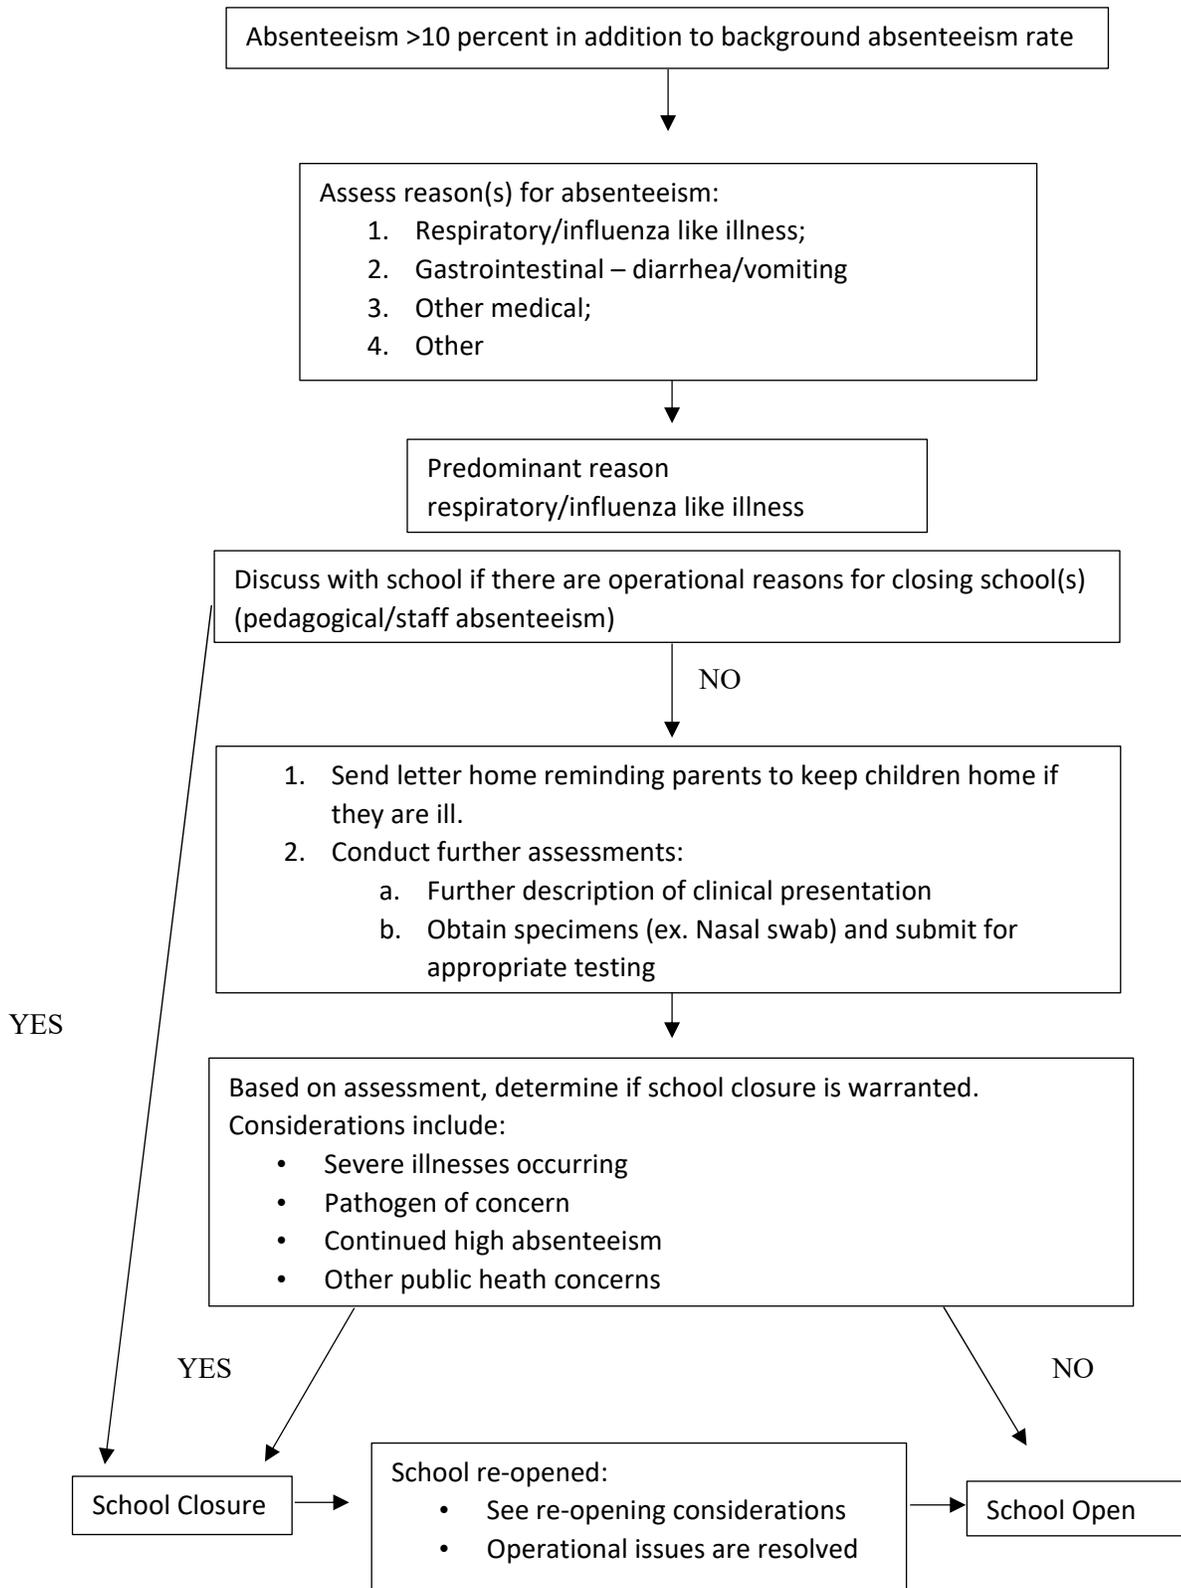 Absenteeism >10 percent in addition to background absenteeism rate
Assess reason(s) for absenteeism:
1. Respiratory/influenza like illness;
2. Gastrointestinal – diarrhea/vomiting
3. Other medical;
4. Other
Predominant reason
respiratory/influenza like illness
Discuss with school if there are operational reasons for closing school(s)
(pedagogical/staff absenteeism)
NO
1. Send letter home reminding parents to keep children home if
they are ill.
2. Conduct further assessments:
a. Further description of clinical presentation
b. Obtain specimens (ex. Nasal swab) and submit for
appropriate testing
YES
Based on assessment, determine if school closure is warranted.
Considerations include:
• Severe illnesses occurring
• Pathogen of concern
• Continued high absenteeism
• Other public heath concerns
YES
NO
School Closure
School re-opened:
• See re-opening considerations
• Operational issues are resolved
School Open